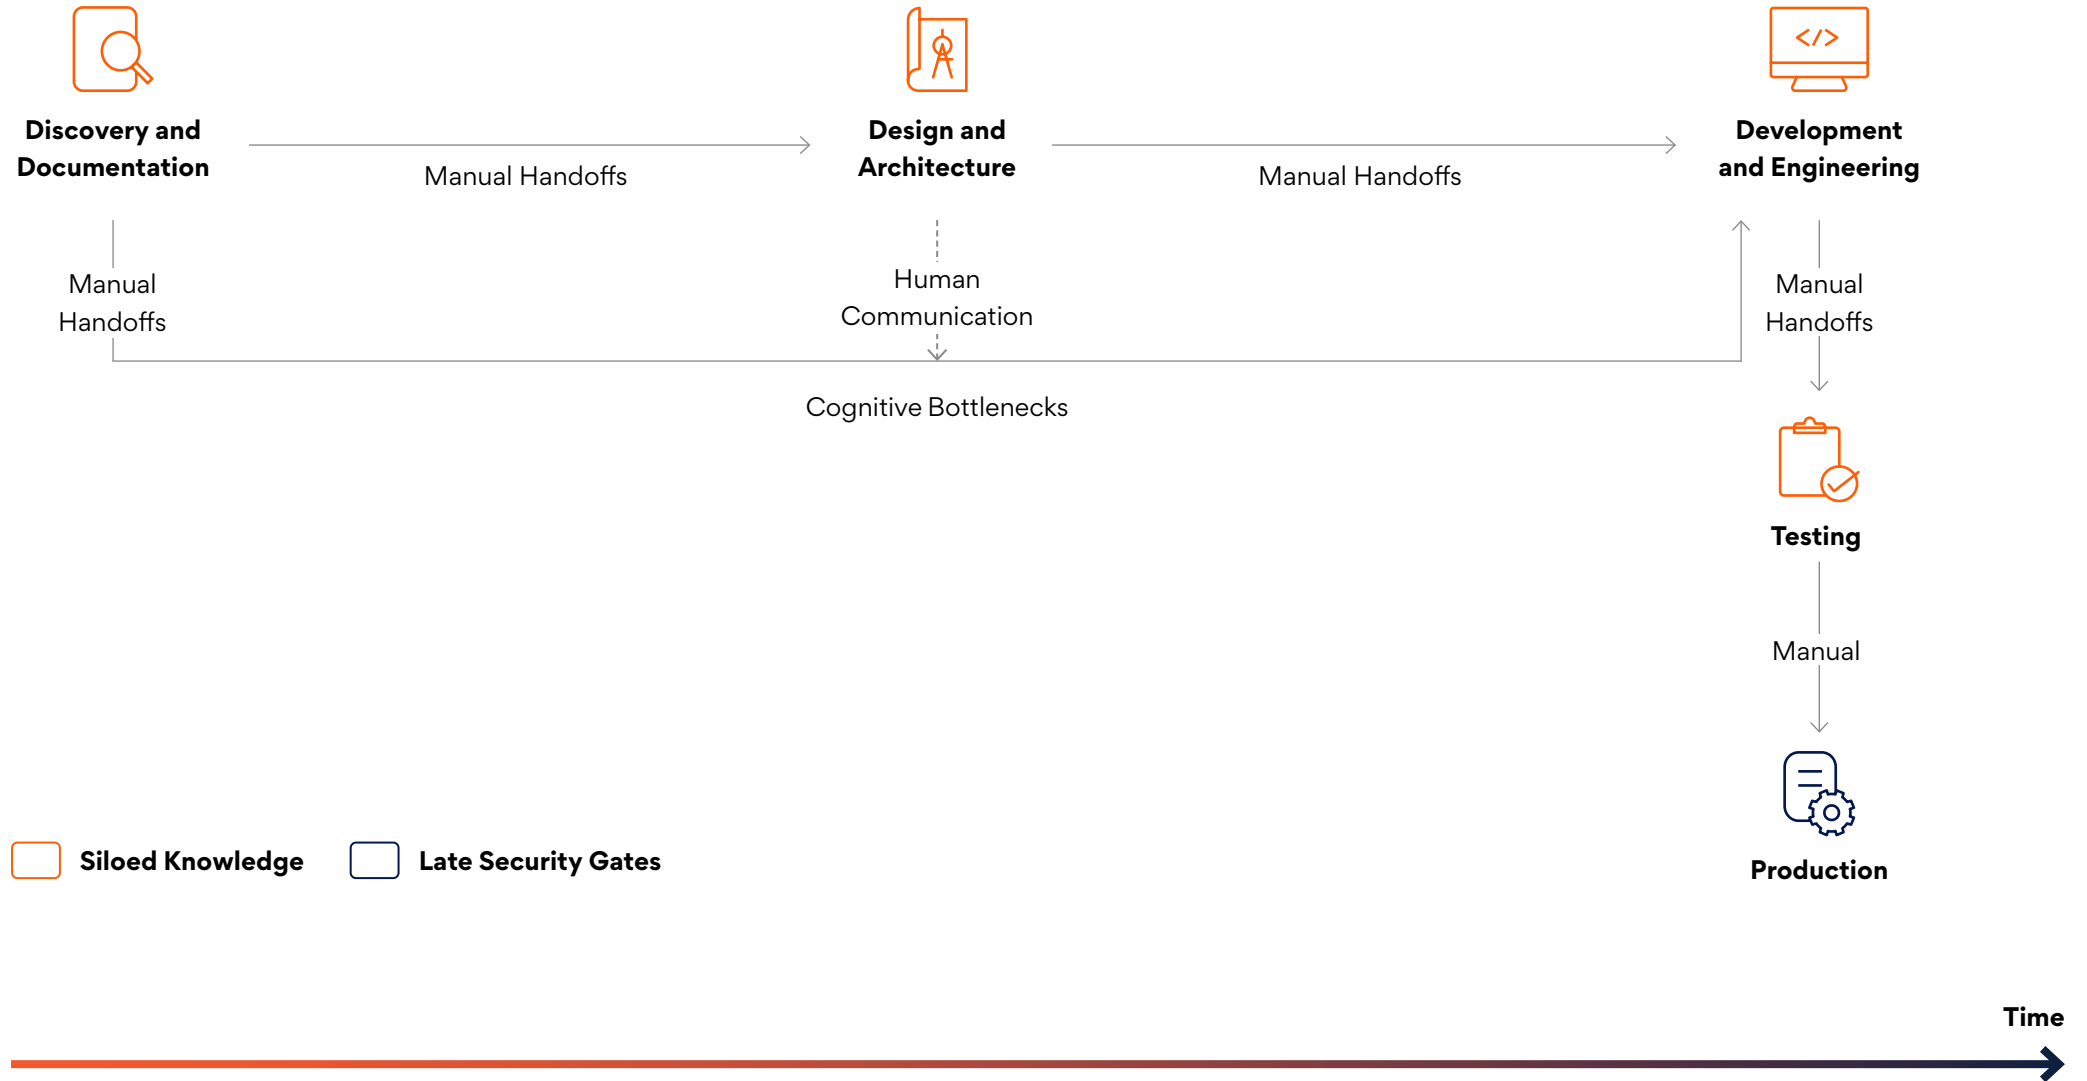 </>
Discovery and
Documentation
Manual Handoffs
Design and
Architecture
Manual Handoffs
Development
and Engineering
Manual
Handoffs
Human
Communication
Manual
Handoffs
Cognitive Bottlenecks
Testing
Manual
Production
Siloed Knowledge
Late Security Gates
Time